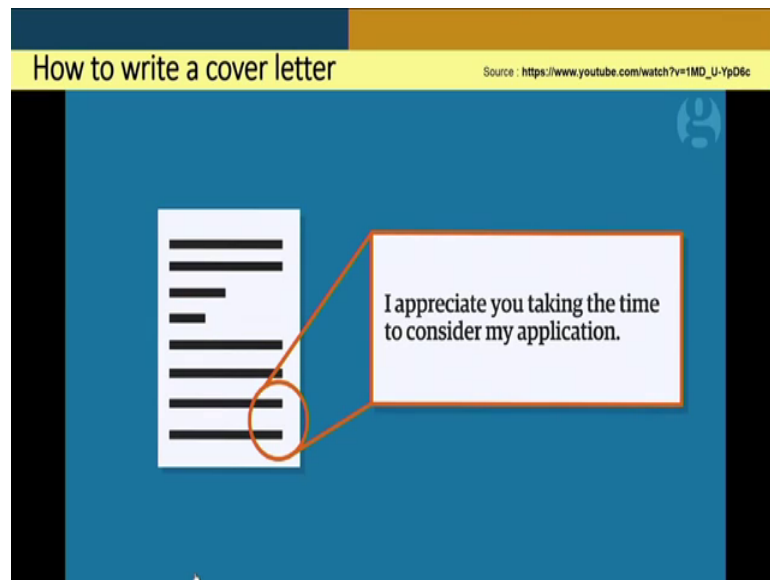 How to write a cover letter
Source : https://www.youtube.com/watch?v=1MD_U-YpD6c
g
I appreciate you taking the time
to consider my application.